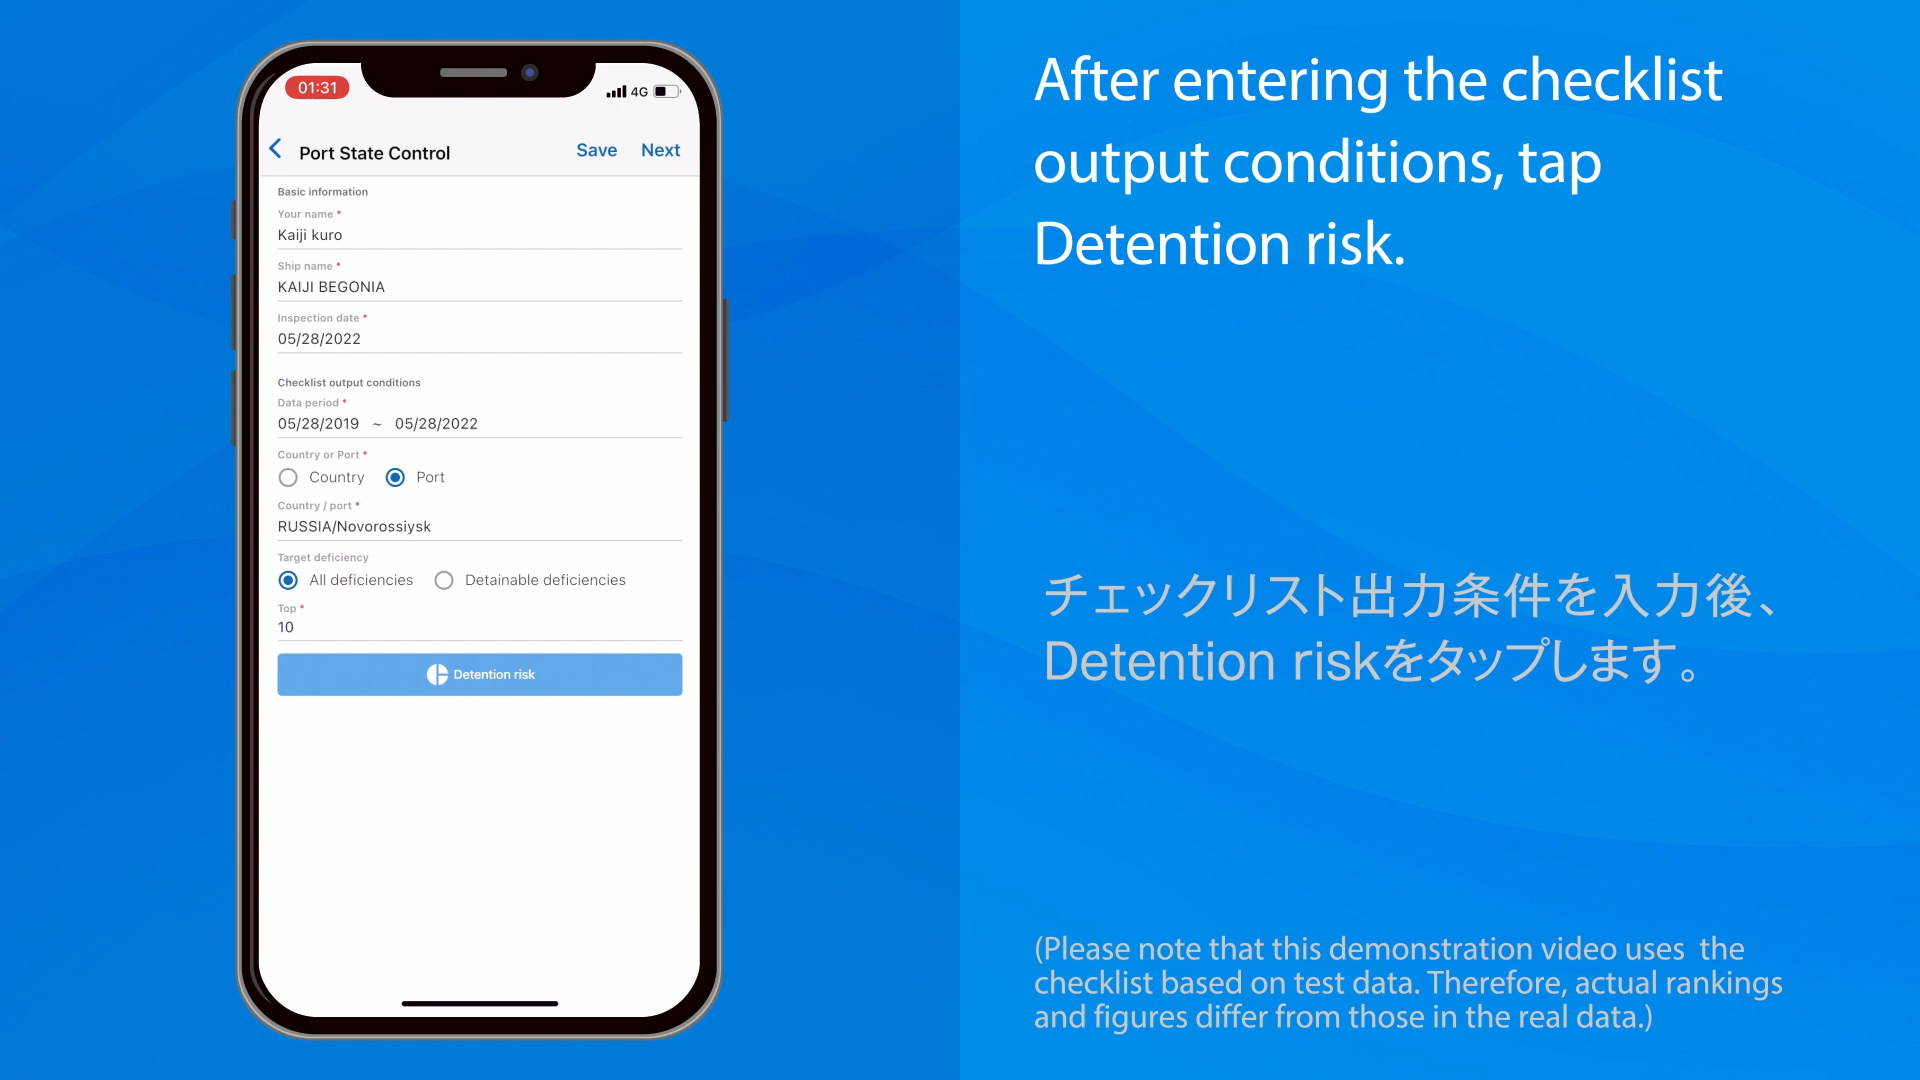 01:31
4G
Port State Control
Save Next
Basic information
Your name *
Kaiji kuro
Ship name *
KAIJI BEGONIA
Inspection date *
05/28/2022
Checklist output conditions
Data period *
05/28/2019 ~ 05/28/2022
Country or Port *
Country Port
Country / port *
RUSSIA/Novorossiysk
Target deficiency
All deficiencies Detainable deficiencies
Top *
10
Detention risk
After entering the checklist
output conditions, tap
Detention risk.
チェックリスト出力条件を入力後、
Detention riskをタップします。
(Please note that this demonstration video uses the
checklist based on test data. Therefore, actual rankings
and figures differ from those in the real data.)